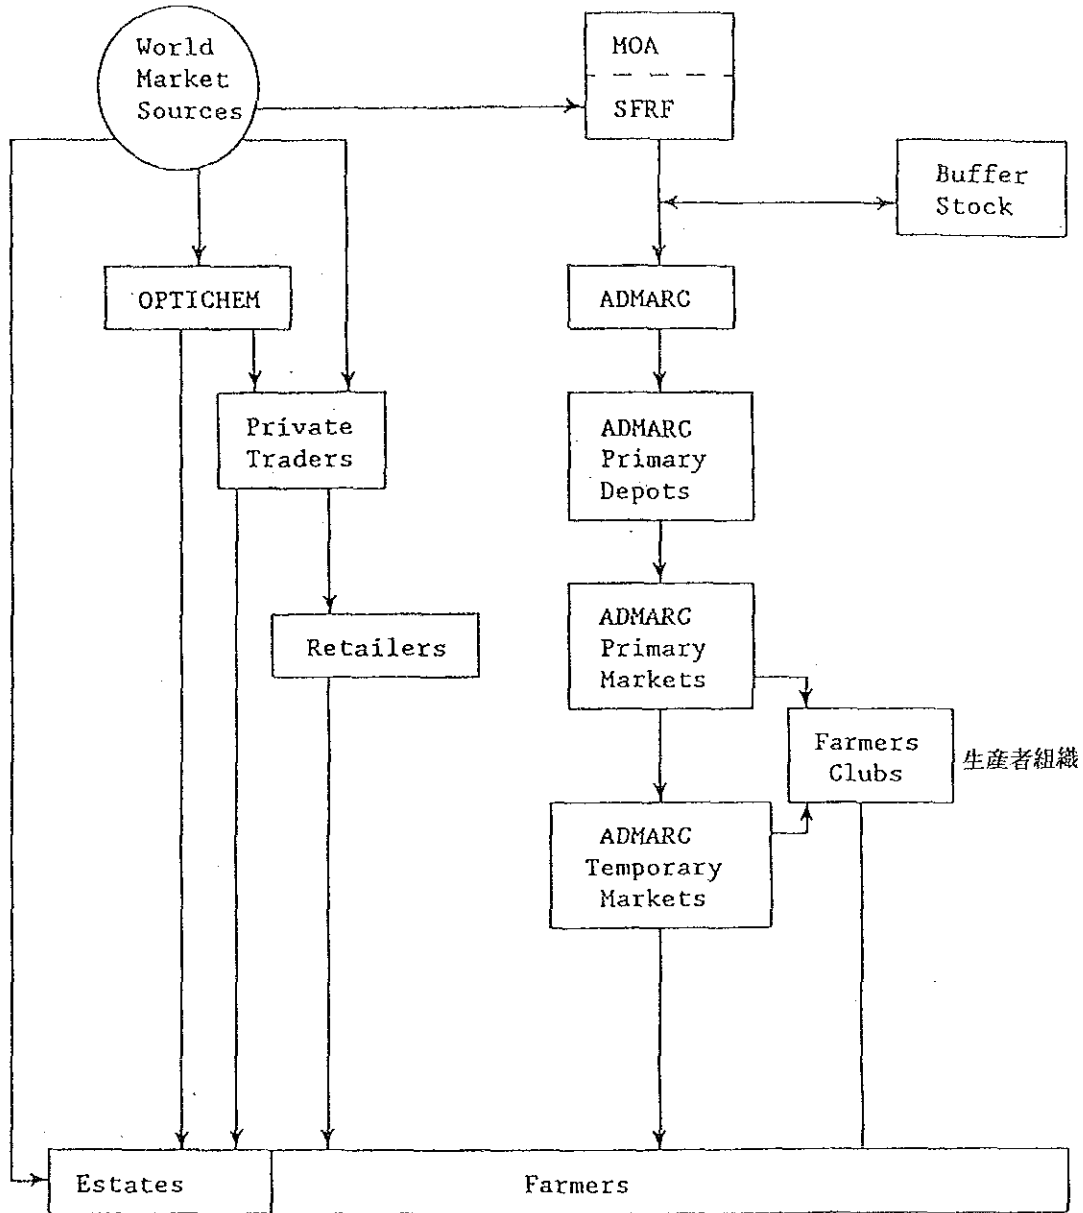 World
Market
Sources
MOA
SFRF
Buffer
Stock
OPTICHEM
ADMARC
Private
Traders
ADMARC
Primary
Depots
Retailers
ADMARC
Primary
Markets
Farmers
Clubs
生産者組織
ADMARC
Temporary
Markets
Estates
Farmers